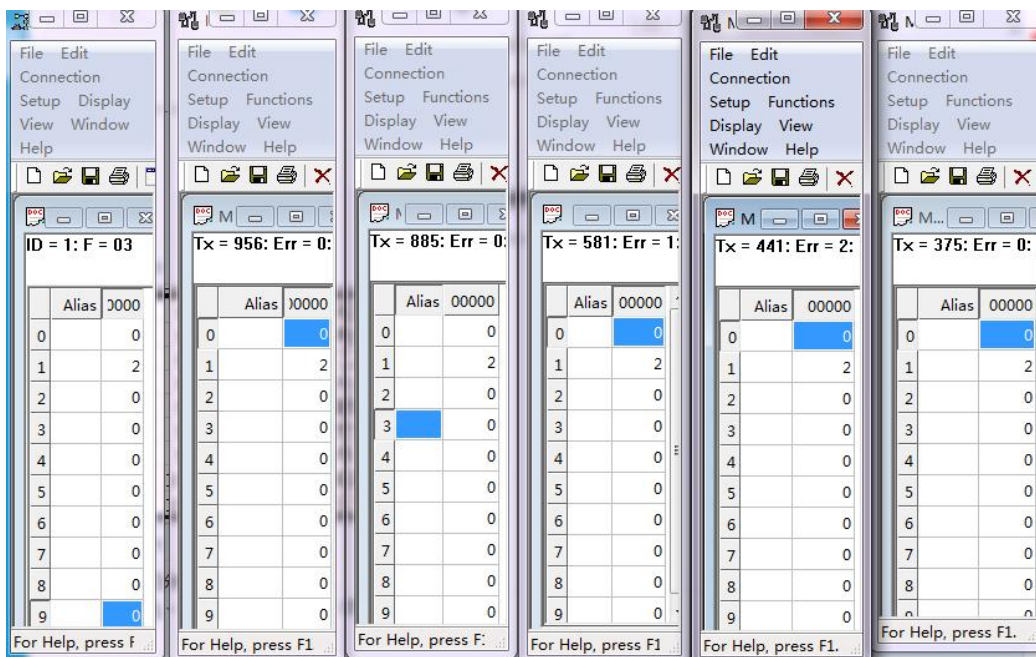 File Edit
Connection
Setup Display
View Window
Help
ID = 1: F = 03
Alias 0000
0 0
1 2
2 0
3 0
4 0
5 0
6 0
7 0
8 0
9 0
For Help, press F
File Edit
Connection
Setup Functions
Display View
Window Help
M
Tx = 956: Err = 0:
Alias 00000
0 0
1 2
2 0
3 0
4 0
5 0
6 0
7 0
8 0
9 0
For Help, press F1
File Edit
Connection
Setup Functions
Display View
Window Help
Tx = 885: Err = 0:
Alias 00000
0 0
1 2
2 0
3 0
4 0
5 0
6 0
7 0
8 0
9 0
For Help, press F
File Edit
Connection
Setup Functions
Display View
Window Help
Tx = 581: Err = 1:
Alias 00000
0 0
1 2
2 0
3 0
4 0
5 0
6 0
7 0
8 0
9 0
For Help, press F1
File Edit
Connection
Setup Functions
Display View
Window Help
M
Tx = 441: Err = 2:
Alias 00000
0 0
1 2
2 0
3 0
4 0
5 0
6 0
7 0
8 0
9 0
For Help, press F1.
File Edit
Connection
Setup Functions
Display View
Window Help
M...
Tx = 375: Err = 0:
Alias 00000
0 0
1 2
2 0
3 0
4 0
5 0
6 0
7 0
8 0
For Help, press F1.